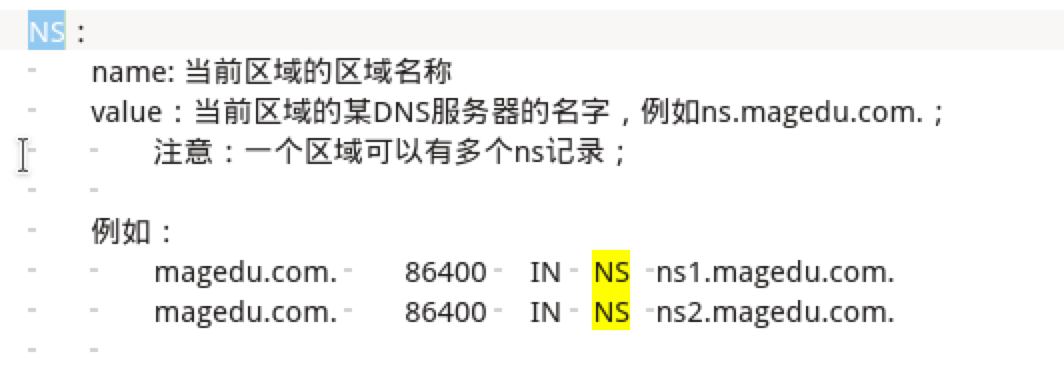 NS：
name: 当前区域的区域名称
value：当前区域的某DNS服务器的名字，例如ns.magedu.com.；
注意：一个区域可以有多个ns记录；
例如：
magedu.com. 86400 IN NS ns1.magedu.com.
magedu.com. 86400 IN NS ns2.magedu.com.